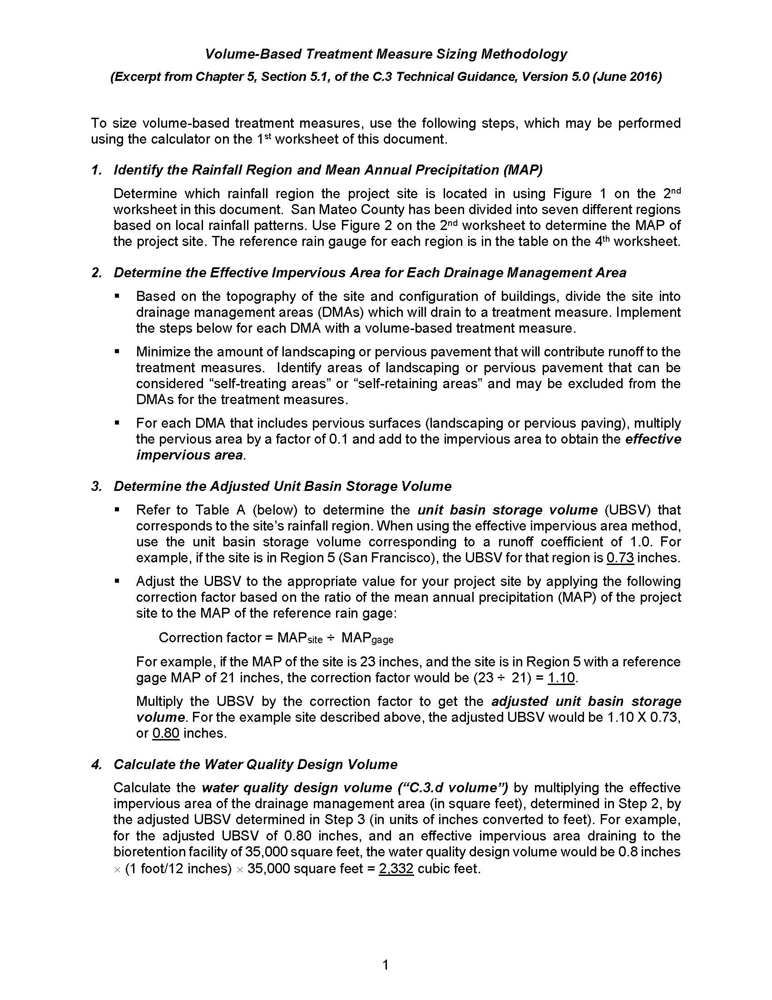 Volume-Based Treatment Measure Sizing Methodology
(Excerpt from Chapter 5, Section 5.1, of the C.3 Technical Guidance, Version 5.0 (June 2016)
To size volume-based treatment measures, use the following steps, which may be performed
using the calculator on the 1st worksheet of this document.
1. Identify the Rainfall Region and Mean Annual Precipitation (MAP)
Determine which rainfall region the project site is located in using Figure 1 on the 2nd
worksheet in this document. San Mateo County has been divided into seven different regions
based on local rainfall patterns. Use Figure 2 on the 2nd worksheet to determine the MAP of
the project site. The reference rain gauge for each region is in the table on the 4th worksheet.
2. Determine the Effective Impervious Area for Each Drainage Management Area
▪ Based on the topography of the site and configuration of buildings, divide the site into
drainage management areas (DMAs) which will drain to a treatment measure. Implement
the steps below for each DMA with a volume-based treatment measure.
▪ Minimize the amount of landscaping or pervious pavement that will contribute runoff to the
treatment measures. Identify areas of landscaping or pervious pavement that can be
considered “self-treating areas” or “self-retaining areas” and may be excluded from the
DMAs for the treatment measures.
▪ For each DMA that includes pervious surfaces (landscaping or pervious paving), multiply
the pervious area by a factor of 0.1 and add to the impervious area to obtain the effective
impervious area.
3. Determine the Adjusted Unit Basin Storage Volume
▪ Refer to Table A (below) to determine the unit basin storage volume (UBSV) that
corresponds to the site’s rainfall region. When using the effective impervious area method,
use the unit basin storage volume corresponding to a runoff coefficient of 1.0. For
example, if the site is in Region 5 (San Francisco), the UBSV for that region is 0.73 inches.
▪ Adjust the UBSV to the appropriate value for your project site by applying the following
correction factor based on the ratio of the mean annual precipitation (MAP) of the project
site to the MAP of the reference rain gage:
Correction factor = MAPsite ÷ MAPgage
For example, if the MAP of the site is 23 inches, and the site is in Region 5 with a reference
gage MAP of 21 inches, the correction factor would be (23 ÷ 21) = 1.10.
Multiply the UBSV by the correction factor to get the adjusted unit basin storage
volume. For the example site described above, the adjusted UBSV would be 1.10 X 0.73,
or 0.80 inches.
4. Calculate the Water Quality Design Volume
Calculate the water quality design volume (“C.3.d volume”) by multiplying the effective
impervious area of the drainage management area (in square feet), determined in Step 2, by
the adjusted UBSV determined in Step 3 (in units of inches converted to feet). For example,
for the adjusted UBSV of 0.80 inches, and an effective impervious area draining to the
bioretention facility of 35,000 square feet, the water quality design volume would be 0.8 inches
× (1 foot/12 inches) × 35,000 square feet = 2,332 cubic feet.
1